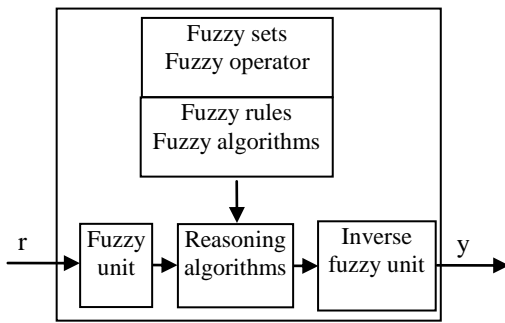 Fuzzy sets
Fuzzy operator
Fuzzy rules
Fuzzy algorithms
r
Fuzzy
unit
Reasoning
algorithms
Inverse
fuzzy unit
y